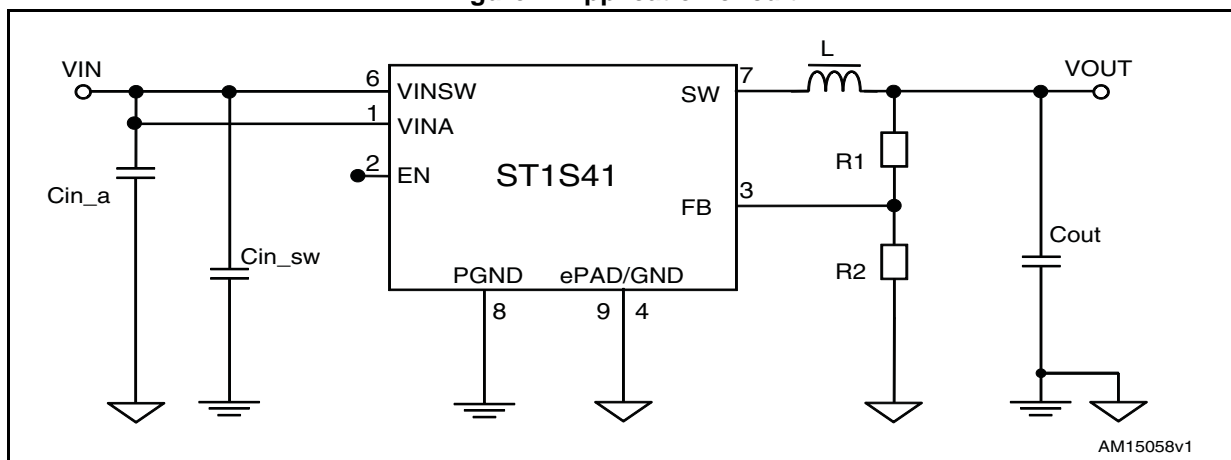 VIN
6
VINSW
1
VINA
2
EN
ST1S41
SW
7
L
VOUT
R1
3
FB
R2
Cout
Cin_a
Cin_sw
PGND
ePAD/GND
8
9
4
AM15058v1